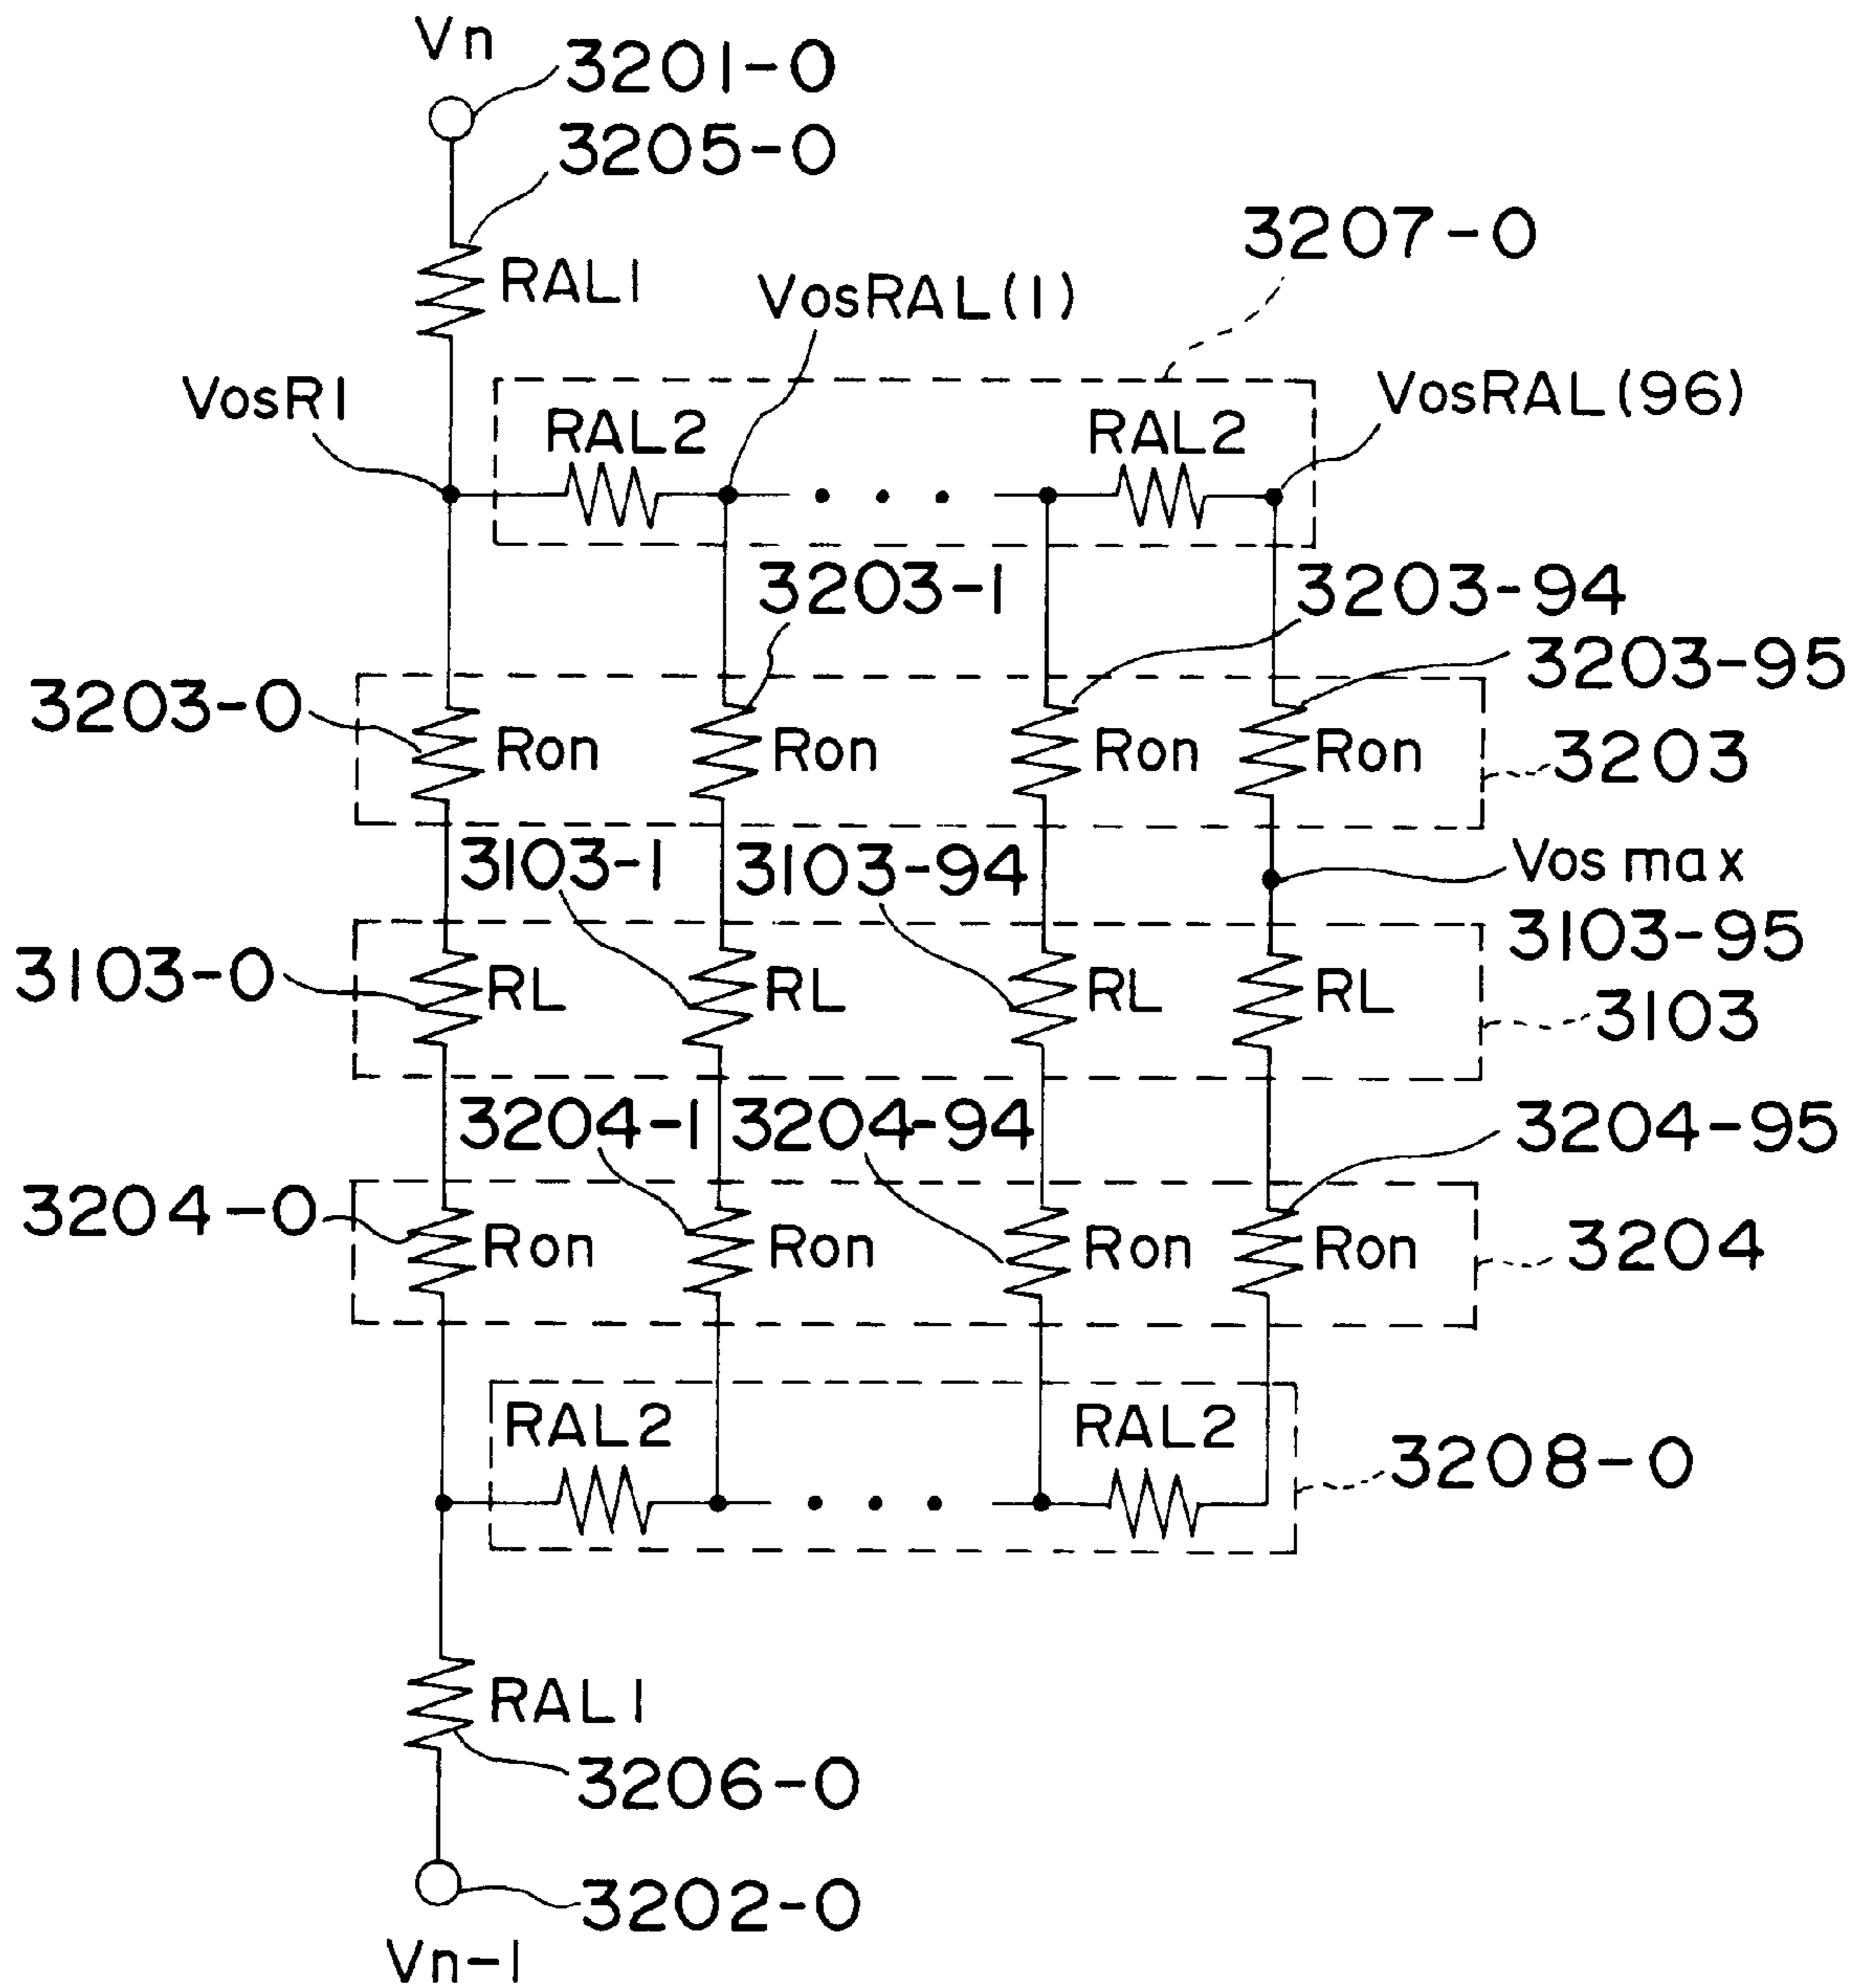 Vn
3201-0
3205-0
3207-0
RAL1
VosRAL(1)
VosR1
VosRAL(96)
RAL2
RAL2
3203-1
3203-94
3203-95
3203-0
Ron
Ron
Ron
Ron
3203
3103-1
3103-94
Vos max
3103-95
3103-0
RL
RL
RL
RL
3103
3204-1
3204-94
3204-95
3204-0
Ron
Ron
Ron
Ron
3204
RAL2
RAL2
3208-0
RAL1
3206-0
3202-0
Vn-1